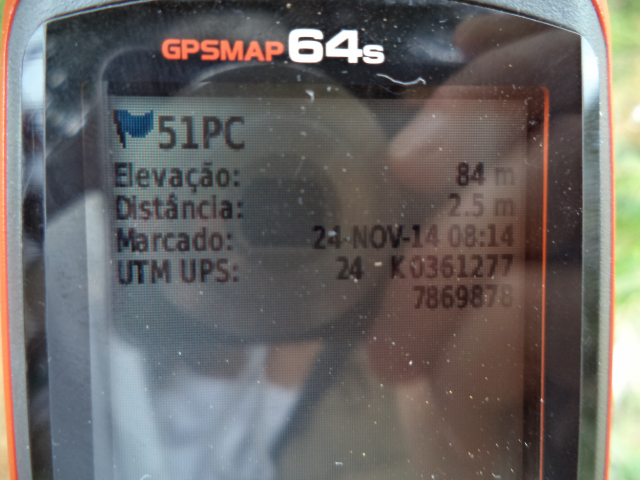 GPSMAP 64s
51PC
Elevação: 84 m
Distância: 2.5 m
Marcado: 24-NOV-14 08:14
UTM UPS: 24 K 0361277
7869878